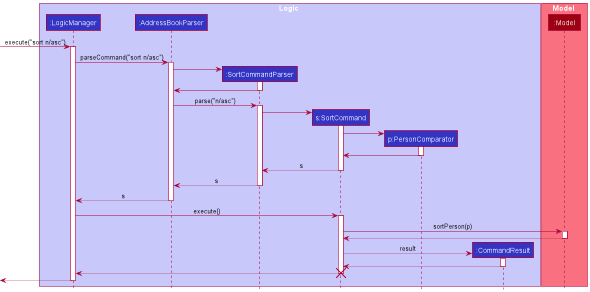 Logic
Model
:LogicManager
:AddressBookParser
:Model
execute("sort n/asc")
parseCommand("sort n/asc")
:SortCommandParser
parse("n/asc")
s:SortCommand
p:PersonComparator
s
s
s
execute()
sortPerson(p)
result
:CommandResult